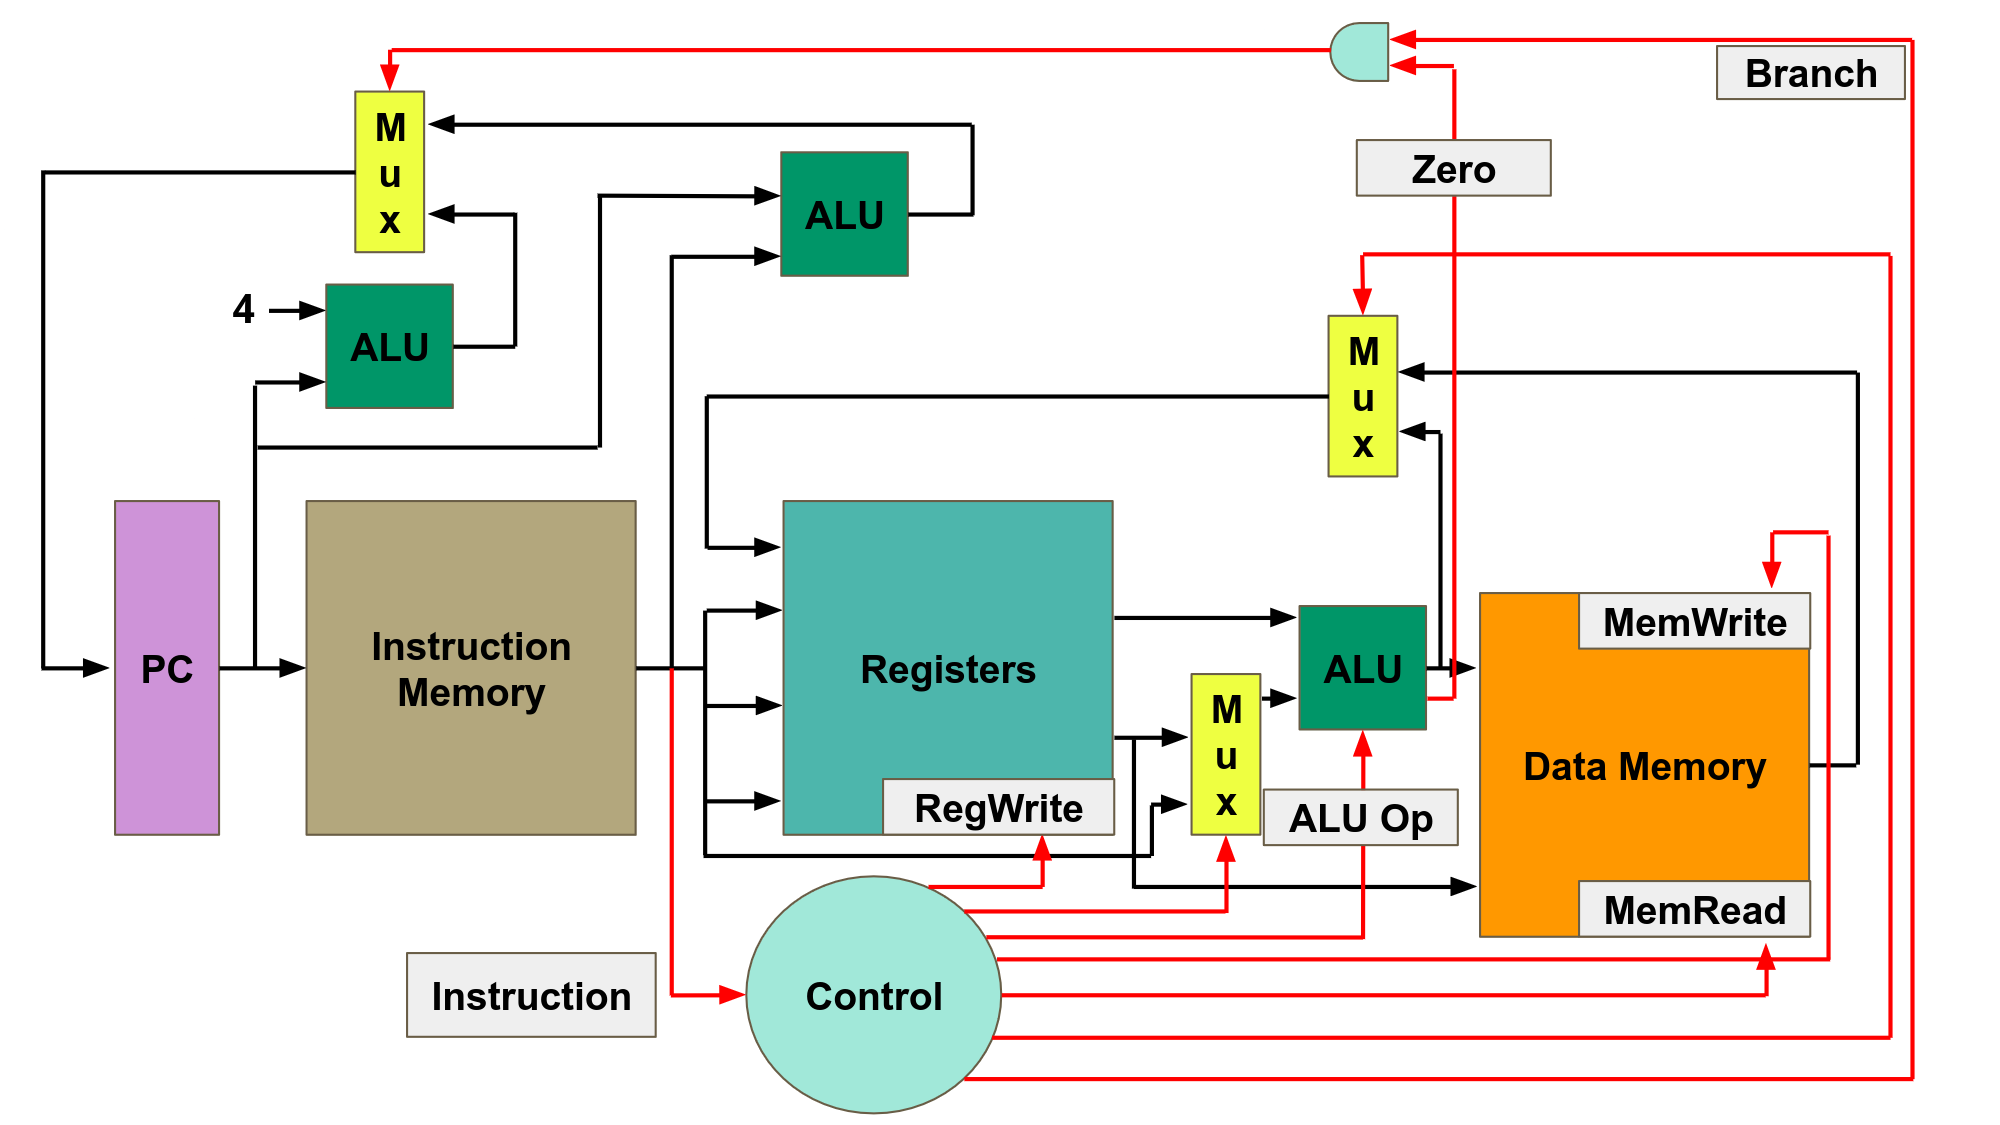 Branch
M
u
x
Zero
ALU
4
ALU
M
u
x
PC
Instruction
Memory
Registers
RegWrite
M
u
x
ALU
ALU Op
MemWrite
Data Memory
MemRead
Instruction
Control